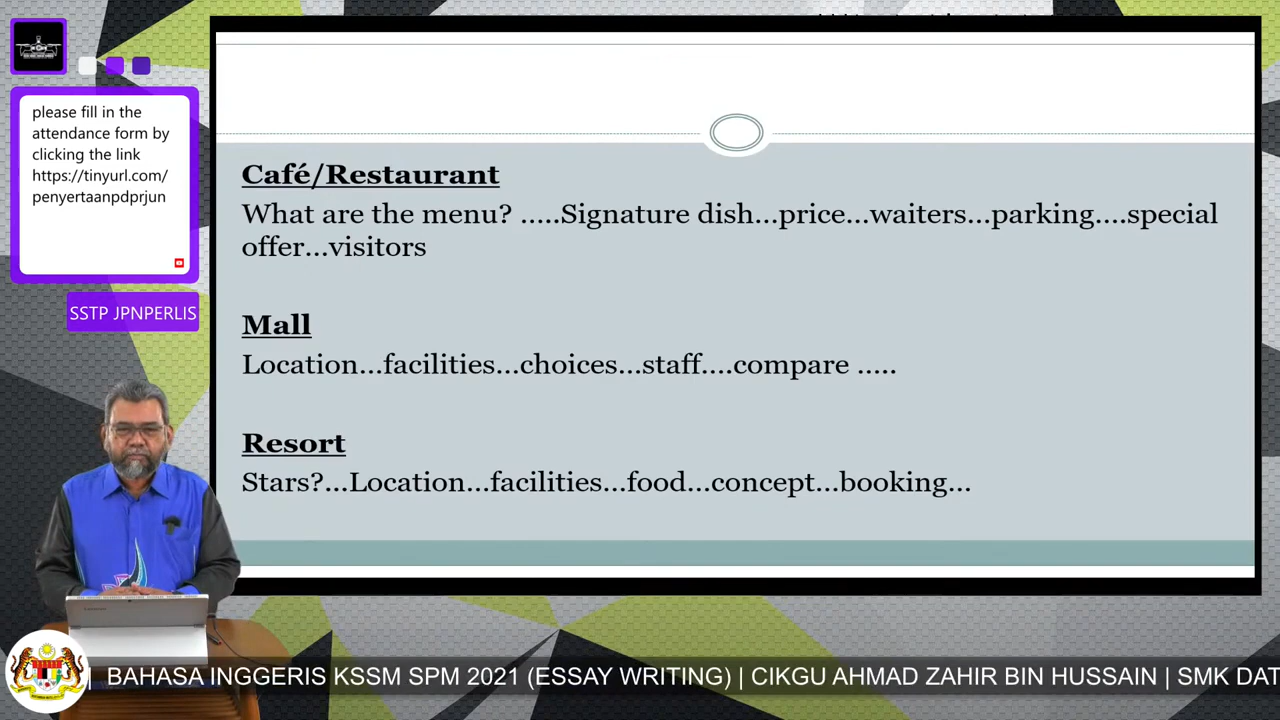 please fill in the
attendance form by
clicking the link
https://tinyurl.com/
penyertaanpdprjun
SSTP JPNPERLIS
Café/Restaurant
What are the menu? .....Signature dish...price...waiters...parking....special
offer...visitors
Mall
Location...facilities...choices...staff....compare .....
Resort
Stars?...Location...facilities...food...concept...booking...
| BAHASA INGGERIS KSSM SPM 2021 (ESSAY WRITING) | CIKGU AHMAD ZAHIR BIN HUSSAIN | SMK DAT